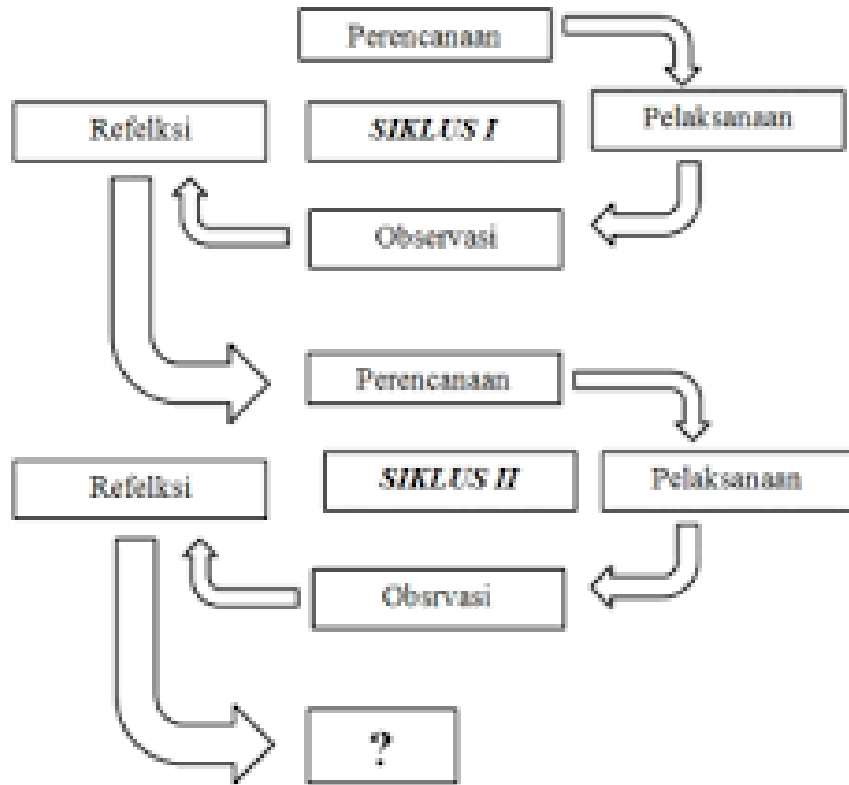 Perencanaan
Pelaksanaan
Refelksi
SIKLUS I
Observasi
Perencanaan
Pelaksanaan
Refelksi
SIKLUS II
Obsrvasi
?